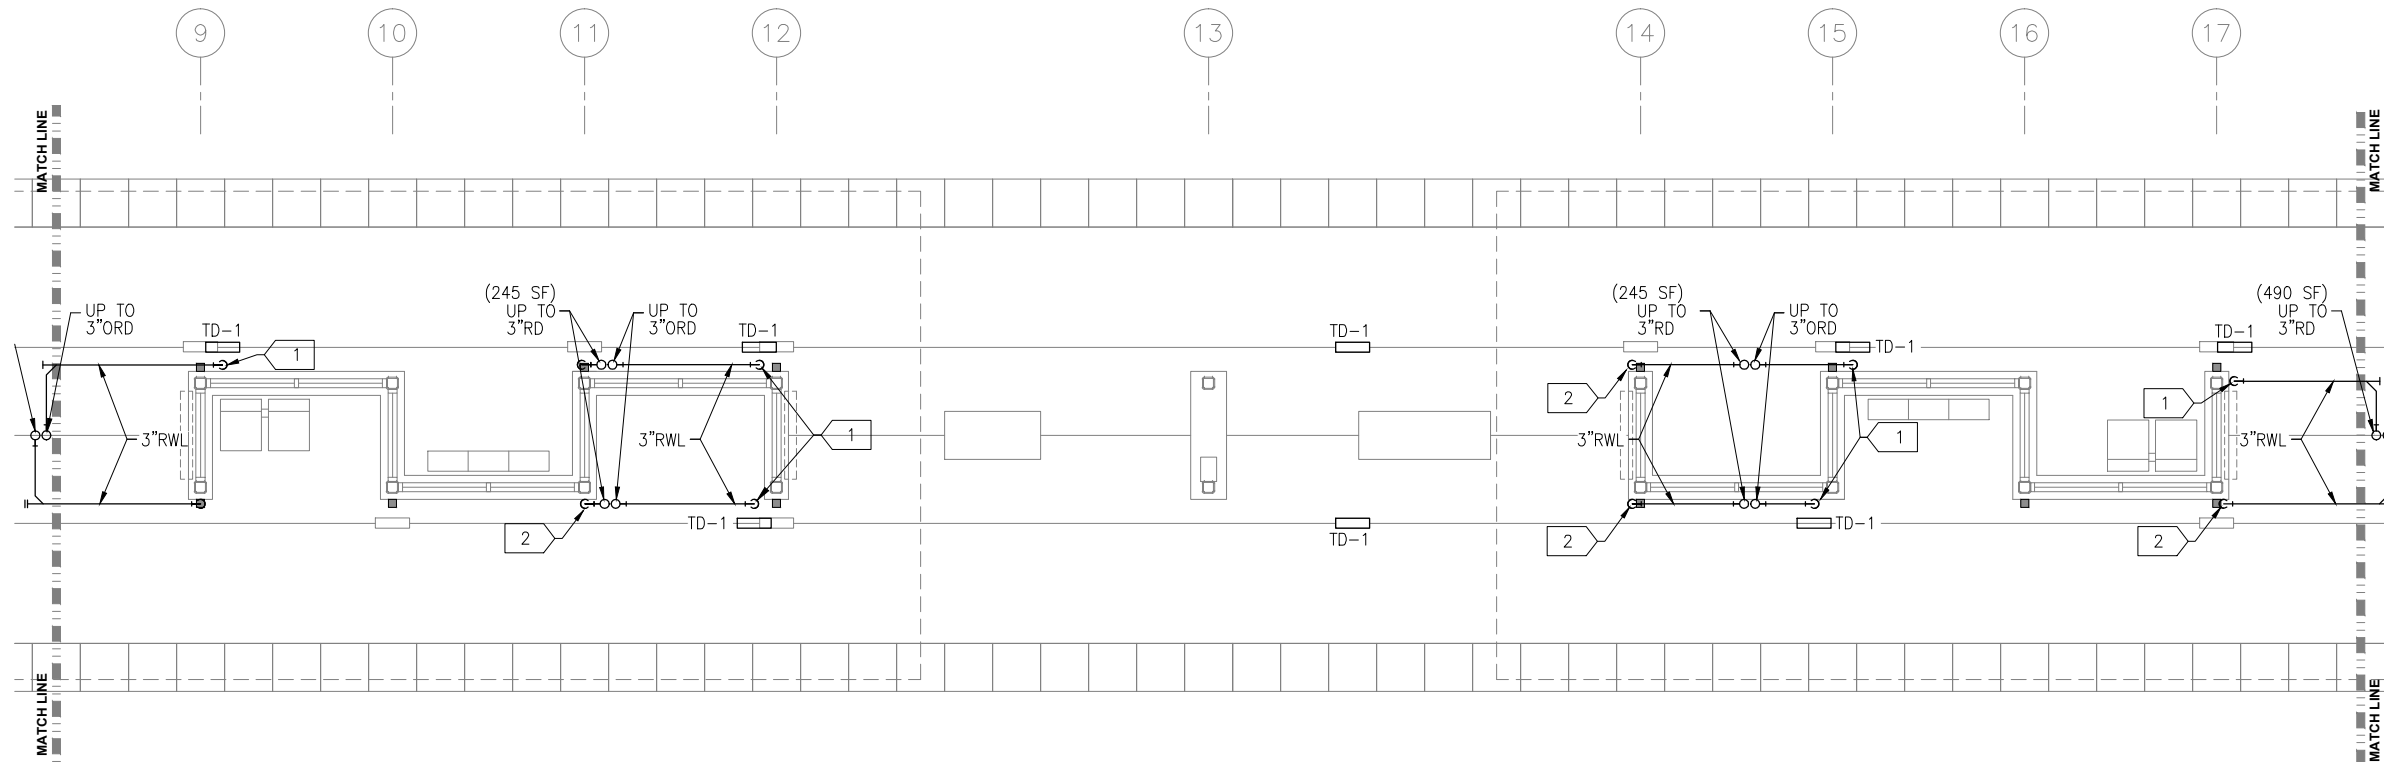 9
10
11
12
13
14
15
16
17
MATCH LINE
MATCH LINE
UP TO
3"ORD
TD-1
1
(245 SF)
UP TO
3"RD
UP TO
3"ORD
TD-1
TD-1
(245 SF)
UP TO
3"RD
UP TO
3"ORD
TD-1
(490 SF)
UP TO
3"RD
TD-1
3"RWL
3"RWL
1
2
3"RWL
1
1
3"RWL
2
TD-1
TD-1
2
TD-1
2
MATCH LINE
MATCH LINE